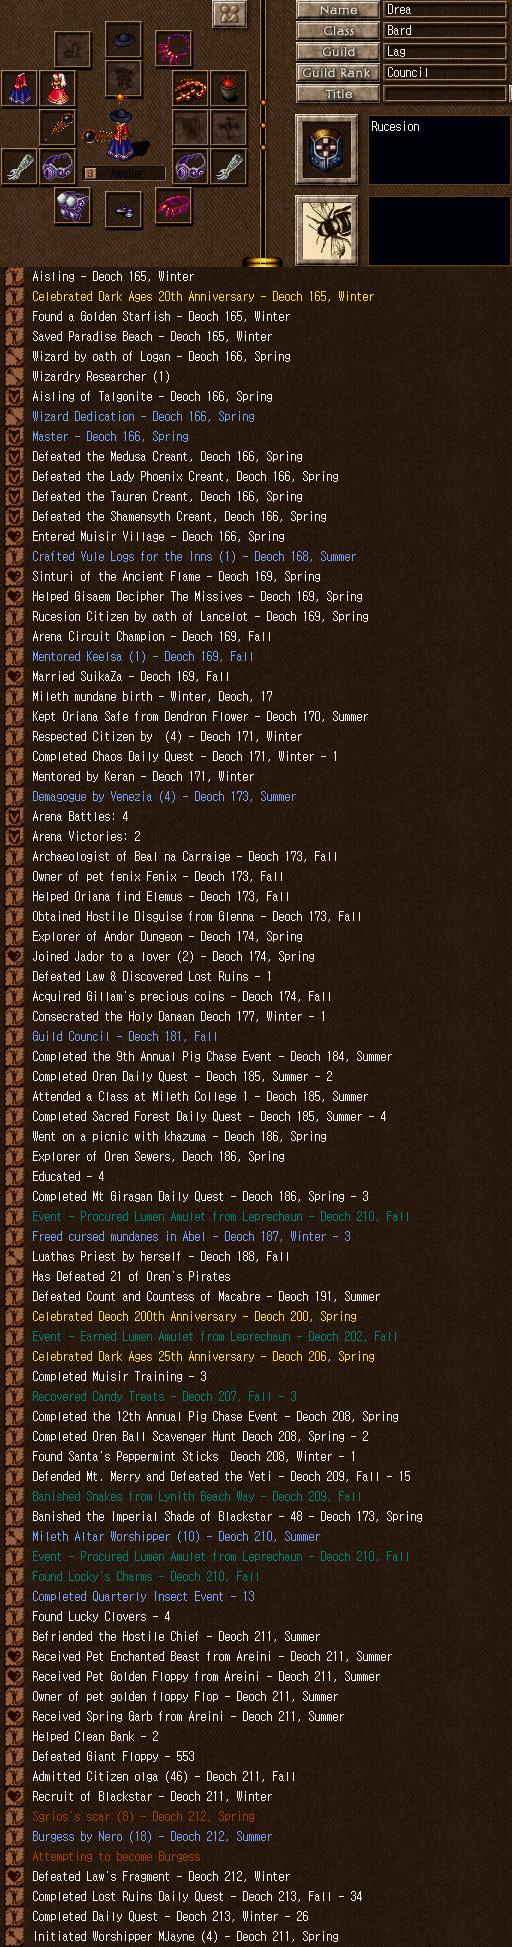 Name Drea
Class Bard
Guild Lag
Guild Rank Council
Title
Rucesion
Awake
Aisling - Deoch 165, Winter
Celebrated Dark Ages 20th Anniversary - Deoch 165, Winter
Found a Golden Starfish - Deoch 165, Winter
Saved Paradise Beach - Deoch 165, Winter
Wizard by oath of Logan - Deoch 166, Spring
Wizardry Researcher (1)
Aisling of Talgonite - Deoch 166, Spring
Wizard Dedication - Deoch 166, Spring
Master - Deoch 166, Spring
Defeated the Medusa Creant, Deoch 166, Spring
Defeated the Lady Phoenix Creant, Deoch 166, Spring
Defeated the Tauren Creant, Deoch 166, Spring
Defeated the Shamensyth Creant, Deoch 166, Spring
Entered Muisir Village - Deoch 166, Spring
Crafted Yule Logs for the Inns (1) - Deoch 168, Summer
Sinturi of the Ancient Flame - Deoch 169, Spring
Helped Gisaem Decipher The Missives - Deoch 169, Spring
Rucesion Citizen by oath of Lancelot - Deoch 169, Spring
Arena Circuit Champion - Deoch 169, Fall
Mentored Keelsa (1) - Deoch 169, Fall
Married SuikaZa - Deoch 169, Fall
Mileth mundane birth - Winter, Deoch, 17
Kept Oriana Safe from Dendron Flower - Deoch 170, Summer
Respected Citizen by  (4) - Deoch 171, Winter
Completed Chaos Daily Quest - Deoch 171, Winter - 1
Mentored by Keran - Deoch 171, Winter
Demagogue by Venezia (4) - Deoch 173, Summer
Arena Battles: 4
Arena Victories: 2
Archaeologist of Beal na Carraige - Deoch 173, Fall
Owner of pet fenix Fenix - Deoch 173, Fall
Helped Oriana find Elemus - Deoch 173, Fall
Obtained Hostile Disguise from Glenna - Deoch 173, Fall
Explorer of Andor Dungeon - Deoch 174, Spring
Joined Jador to a lover (2) - Deoch 174, Spring
Defeated Law & Discovered Lost Ruins - 1
Acquired Gillam's precious coins - Deoch 174, Fall
Consecrated the Holy Danaan Deoch 177, Winter - 1
Guild Council - Deoch 181, Fall
Completed the 9th Annual Pig Chase Event - Deoch 184, Summer
Completed Oren Daily Quest - Deoch 185, Summer - 2
Attended a Class at Mileth College 1 - Deoch 185, Summer
Completed Sacred Forest Daily Quest - Deoch 185, Summer - 4
Went on a picnic with khazuma - Deoch 186, Spring
Explorer of Oren Sewers, Deoch 186, Spring
Educated - 4
Completed Mt Giragan Daily Quest - Deoch 186, Spring - 3
Event - Procured Lumen Amulet from Leprechaun - Deoch 210, Fall
Freed cursed mundanes in Abel - Deoch 187, Winter - 3
Luathas Priest by herself - Deoch 188, Fall
Has Defeated 21 of Oren's Pirates
Defeated Count and Countess of Macabre - Deoch 191, Summer
Celebrated Deoch 200th Anniversary - Deoch 200, Spring
Event - Earned Lumen Amulet from Leprechaun - Deoch 202, Fall
Celebrated Dark Ages 25th Anniversary - Deoch 206, Spring
Completed Muisir Training - 3
Recovered Candy Treats - Deoch 207, Fall - 3
Completed the 12th Annual Pig Chase Event - Deoch 208, Spring
Completed Oren Ball Scavenger Hunt Deoch 208, Spring - 2
Found Santa's Peppermint Sticks  Deoch 208, Winter - 1
Defended Mt. Merry and Defeated the Yeti - Deoch 209, Fall - 15
Banished Snakes from Lynith Beach Way - Deoch 209, Fall
Banished the Imperial Shade of Blackstar - 48 - Deoch 173, Spring
Mileth Altar Worshipper (10) - Deoch 210, Summer
Event - Procured Lumen Amulet from Leprechaun - Deoch 210, Fall
Found Locky's Charms - Deoch 210, Fall
Completed Quarterly Insect Event - 13
Found Lucky Clovers - 4
Befriended the Hostile Chief - Deoch 211, Summer
Received Pet Enchanted Beast from Areini - Deoch 211, Summer
Received Pet Golden Floppy from Areini - Deoch 211, Summer
Owner of pet golden floppy Flop - Deoch 211, Summer
Received Spring Garb from Areini - Deoch 211, Summer
Helped Clean Bank - 2
Defeated Giant Floppy - 553
Admitted Citizen olga (46) - Deoch 211, Fall
Recruit of Blackstar - Deoch 211, Winter
Sgrios's scar (8) - Deoch 212, Spring
Burgess by Nero (18) - Deoch 212, Summer
Attempting to become Burgess
Defeated Law's Fragment - Deoch 212, Winter
Completed Lost Ruins Daily Quest - Deoch 213, Fall - 34
Completed Daily Quest - Deoch 213, Winter - 26
Initiated Worshipper MJayne (4) - Deoch 211, Spring